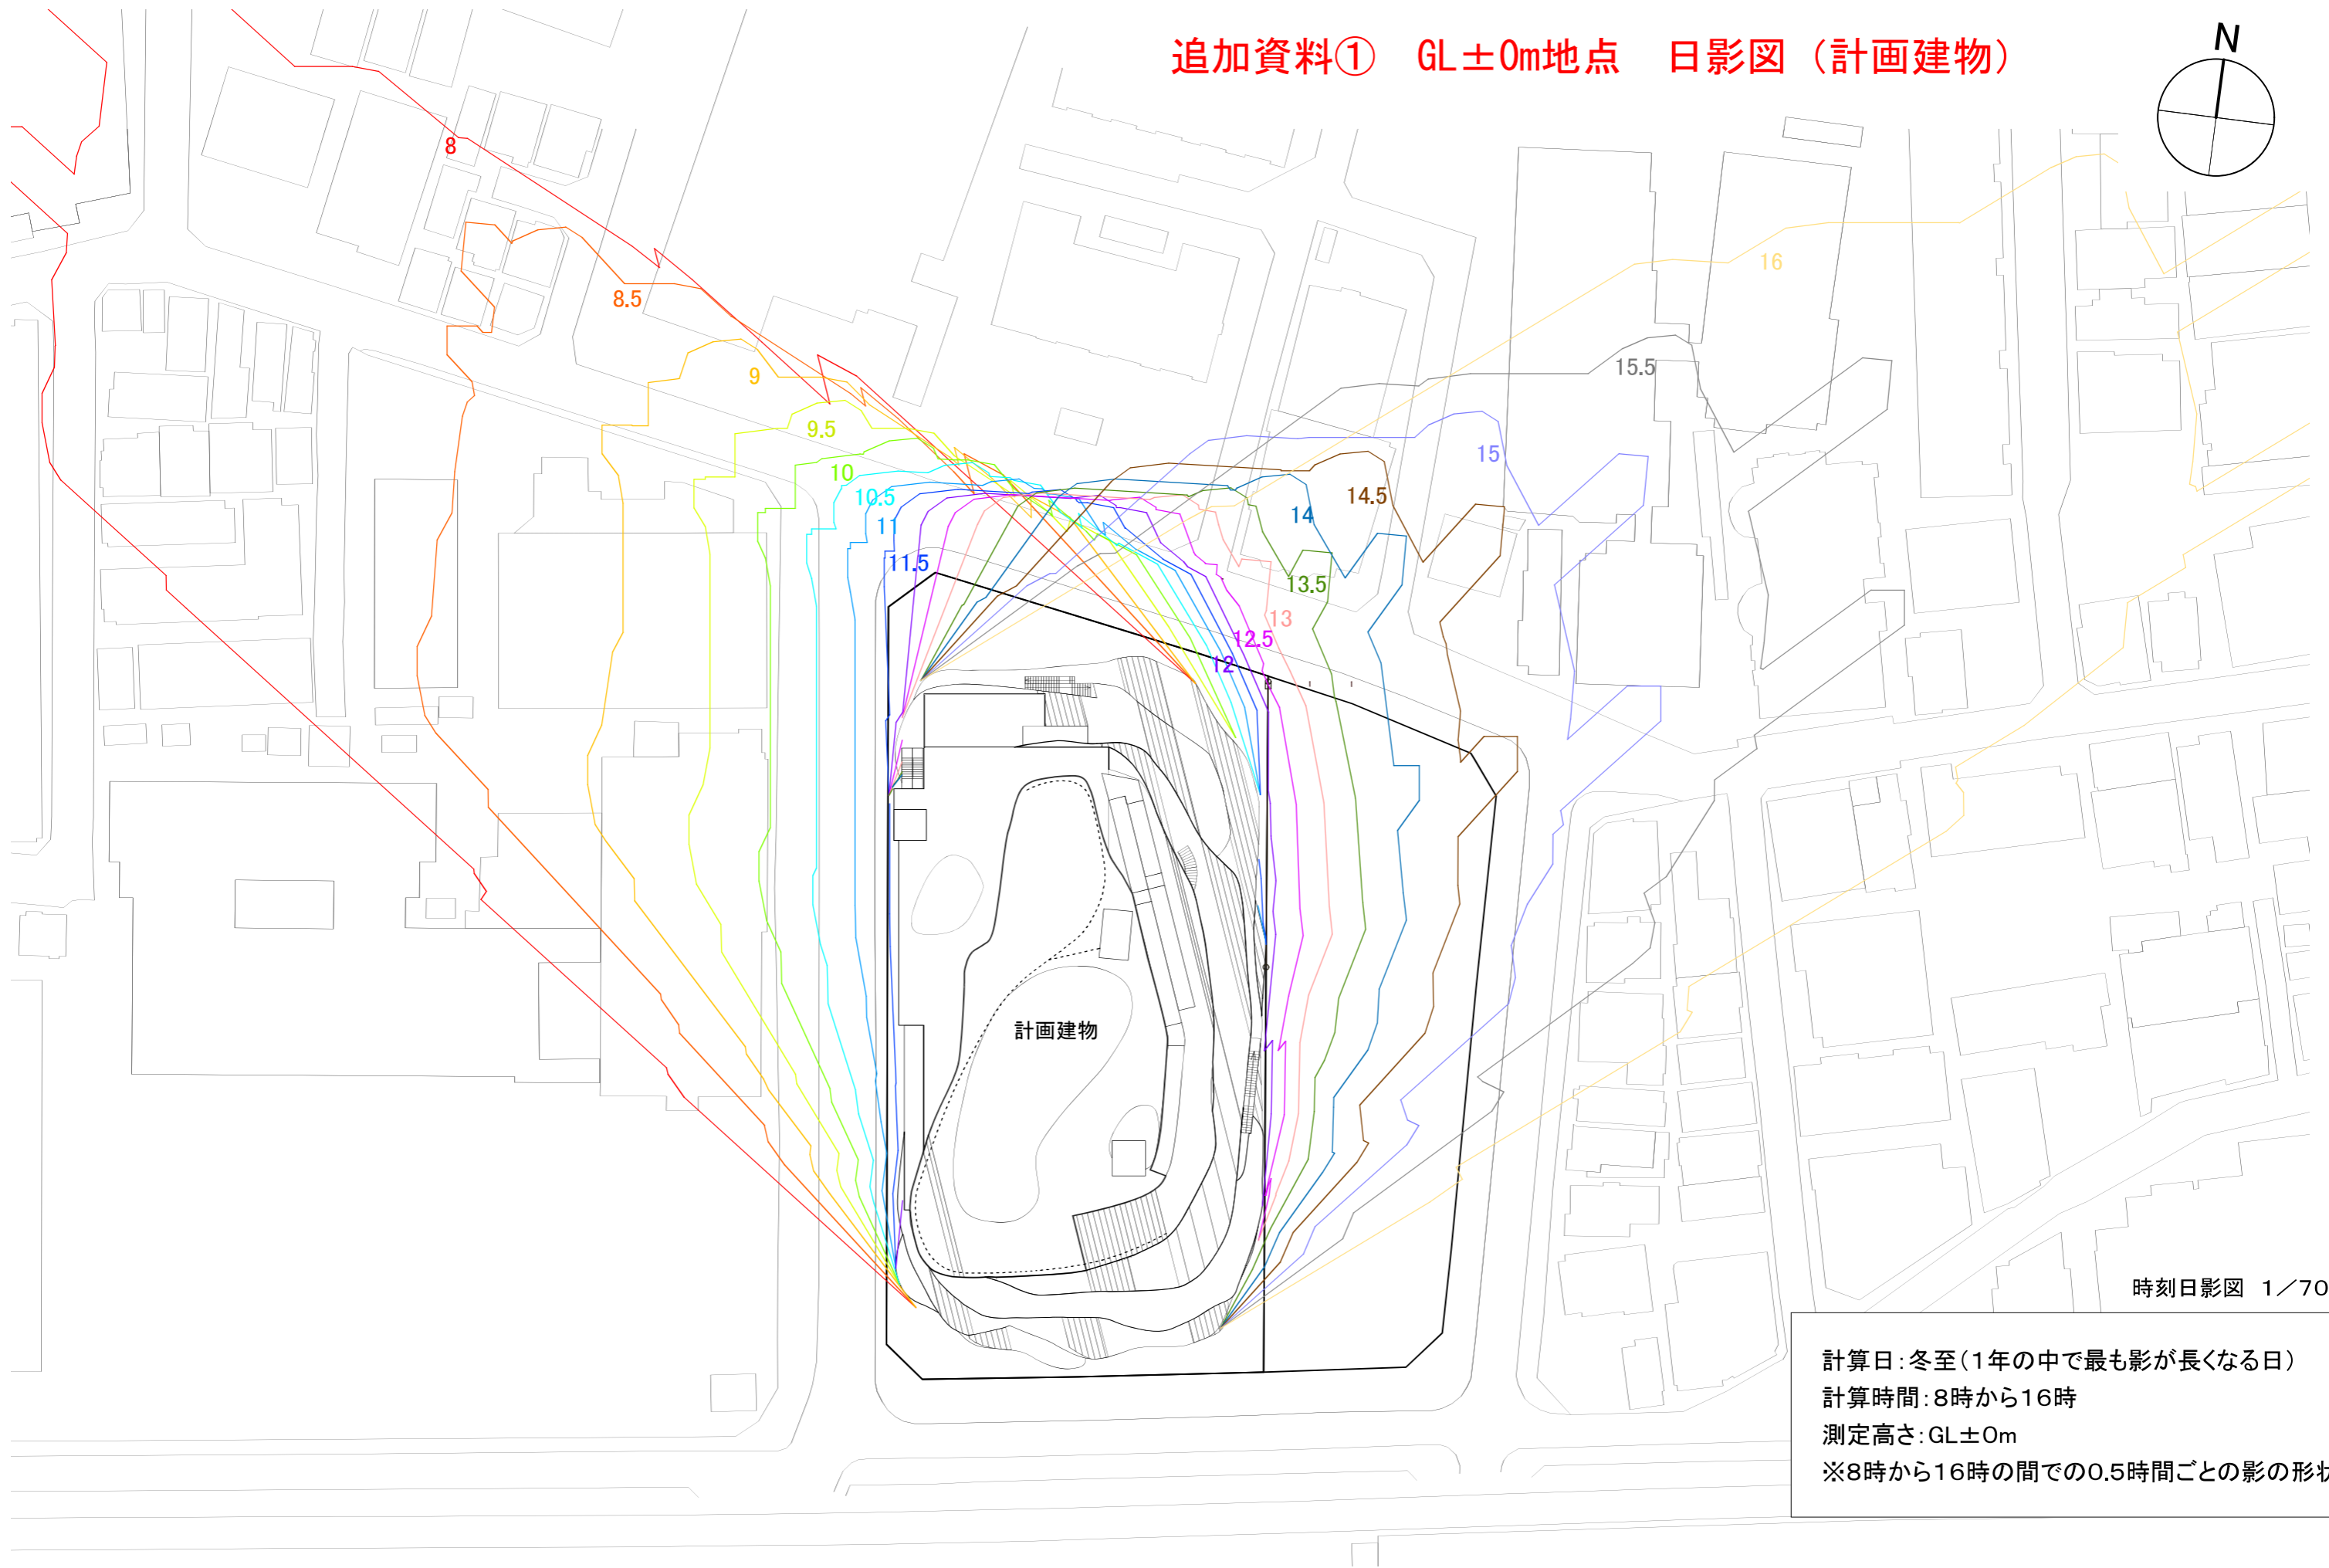 追加資料① GL±0m地点 日影図(計画建物)
N
8
8.5
9
9.5
10
10.5
11
11.5
12
12.5
13
13.5
14
14.5
15
15.5
16
計画建物
時刻日影図 1/70
計算日:冬至(1年の中で最も影が長くなる日)
計算時間:8時から16時
測定高さ:GL±0m
※8時から16時の間での0.5時間ごとの影の形状